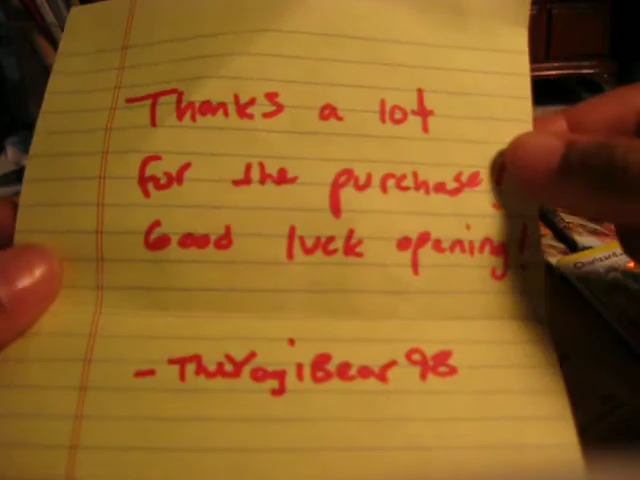 Thanks a lot
for the purchase!
Good luck opening!
- TheYogiBear98